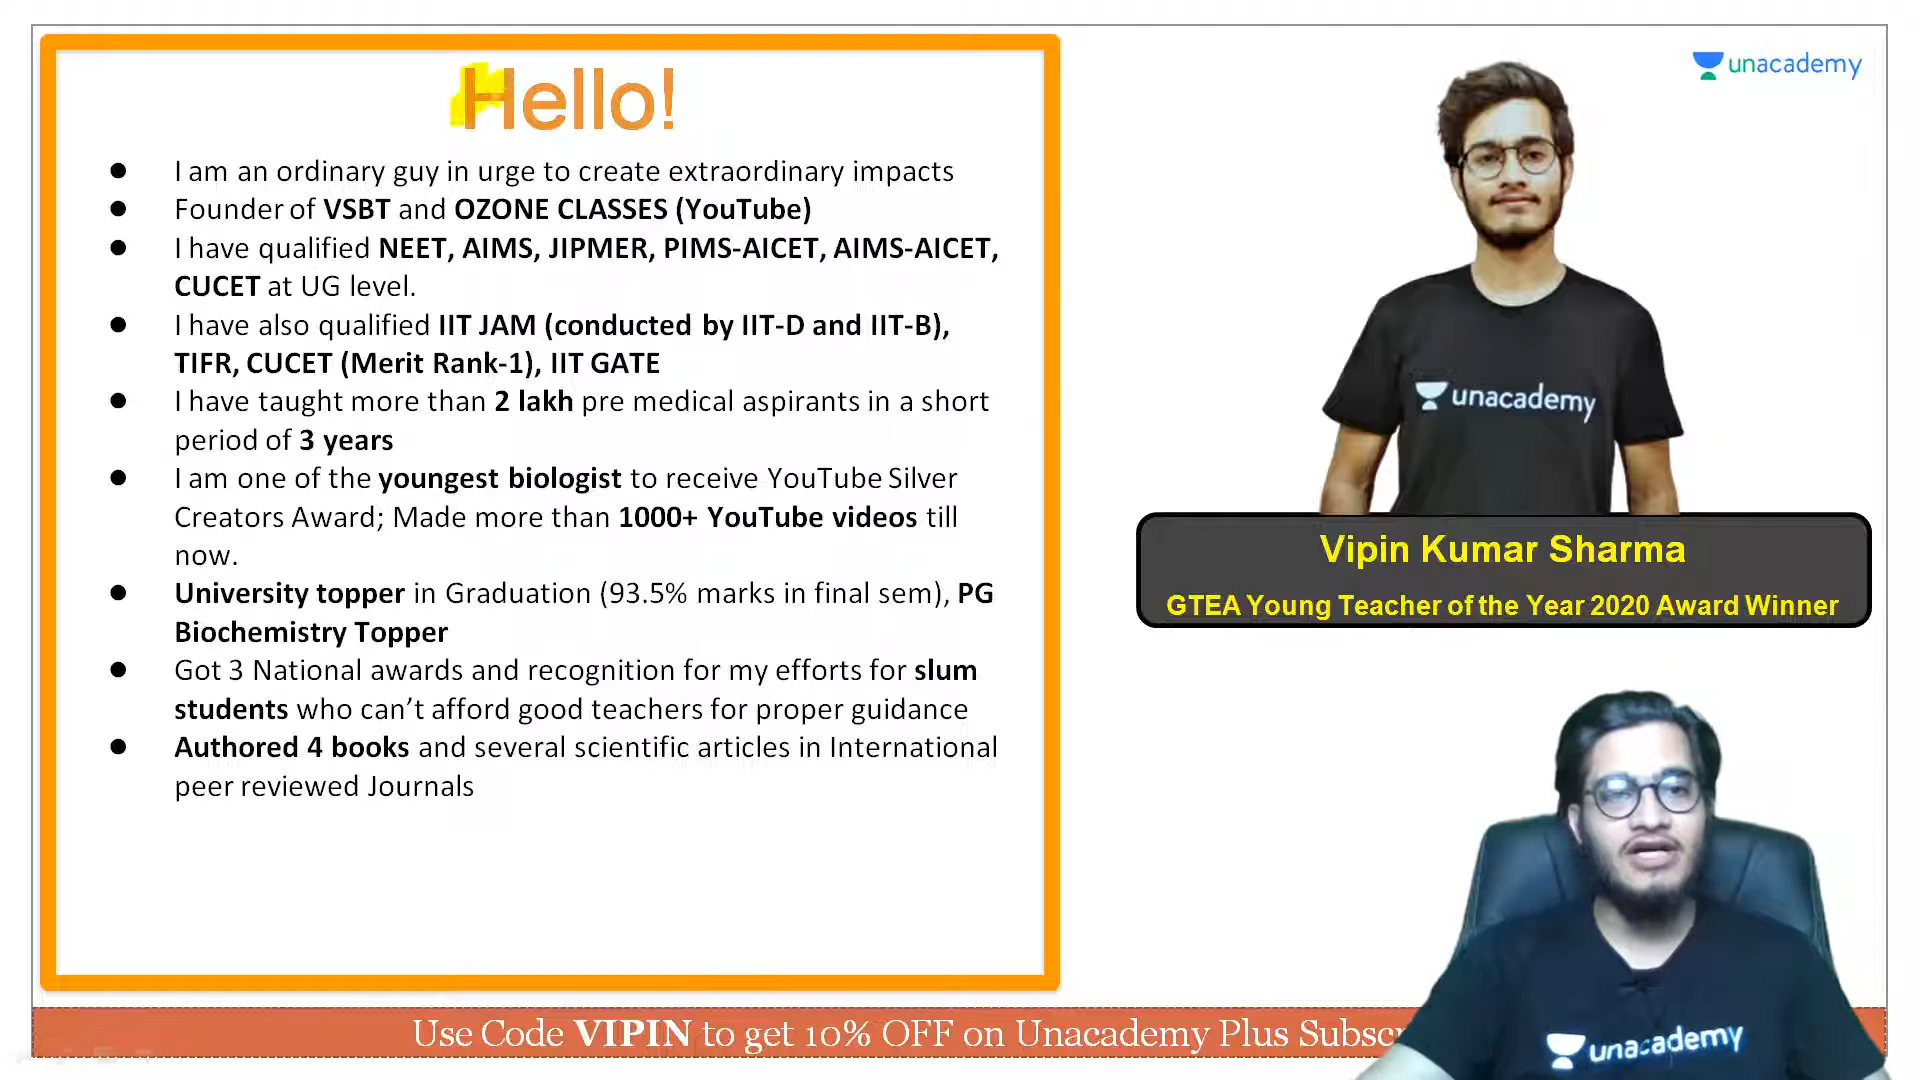 Hello!
I am an ordinary guy in urge to create extraordinary impacts
Founder of VSBT and OZONE CLASSES (YouTube)
I have qualified NEET, AIMS, JIPMER, PIMS-AICET, AIMS-AICET,
CUCET at UG level.
I have also qualified IIT JAM (conducted by IIT-D and IIT-B),
TIFR, CUCET (Merit Rank-1), IIT GATE
I have taught more than 2 lakh pre medical aspirants in a short
period of 3 years
I am one of the youngest biologist to receive YouTube Silver
Creators Award; Made more than 1000+ YouTube videos till
now.
University topper in Graduation (93.5% marks in final sem), PG
Biochemistry Topper
Got 3 National awards and recognition for my efforts for slum
students who can’t afford good teachers for proper guidance
Authored 4 books and several scientific articles in International
peer reviewed Journals
unacademy
unacademy
Vipin Kumar Sharma
GTEA Young Teacher of the Year 2020 Award Winner
unacademy
Use Code VIPIN to get 10% OFF on Unacademy Plus